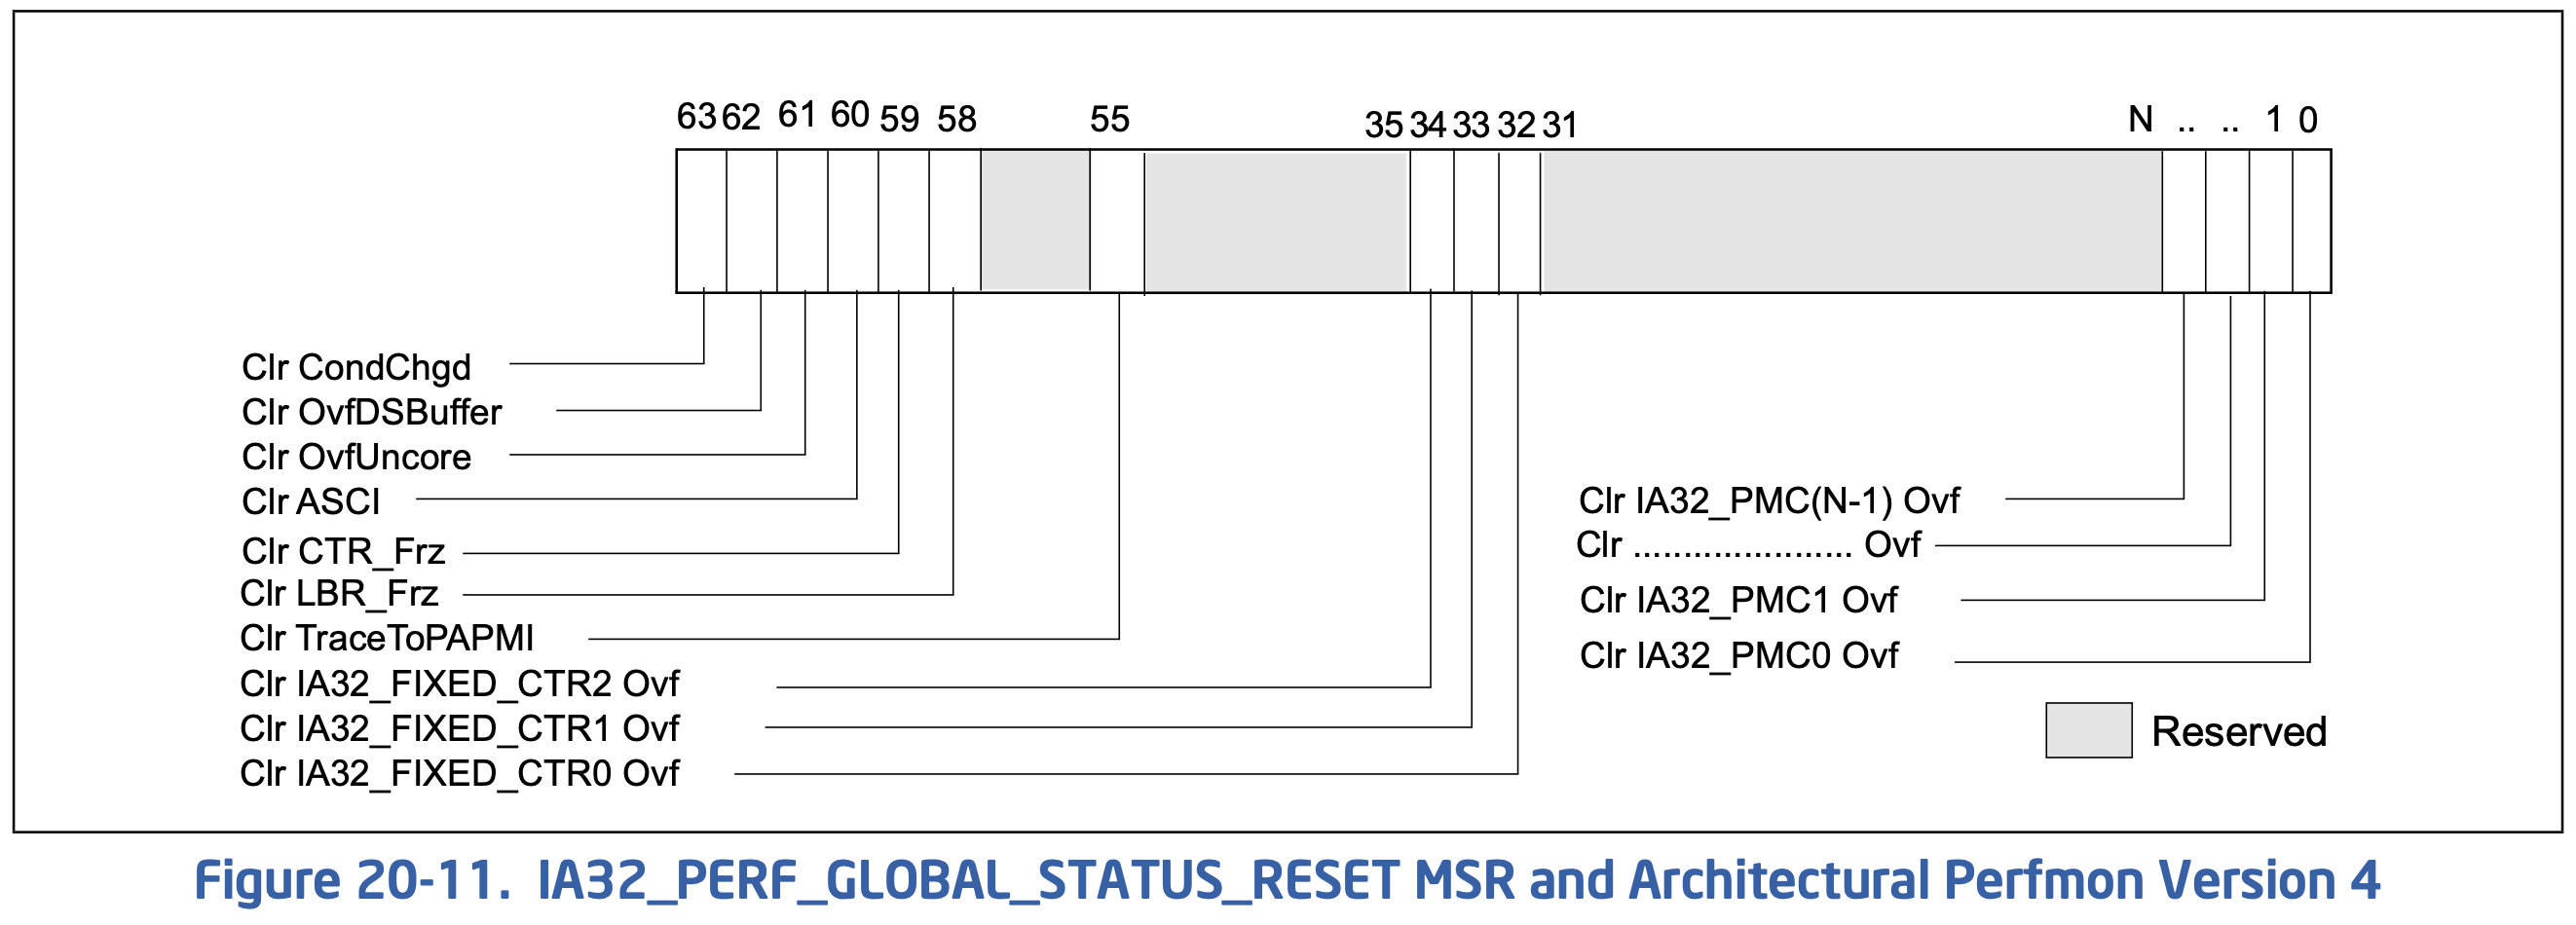 63 62 61 60 59 58 55 35 34 33 32 31 N .. .. 1 0
Clr CondChgd
Clr OvfDSBuffer
Clr OvfUncore
Clr ASCI
Clr CTR_Frz
Clr LBR_Frz
Clr TraceToPAPMI
Clr IA32_FIXED_CTR2 Ovf
Clr IA32_FIXED_CTR1 Ovf
Clr IA32_FIXED_CTR0 Ovf
Clr IA32_PMC(N-1) Ovf
Clr ...................... Ovf
Clr IA32_PMC1 Ovf
Clr IA32_PMC0 Ovf
Reserved
Figure 20-11. IA32_PERF_GLOBAL_STATUS_RESET MSR and Architectural Perfmon Version 4